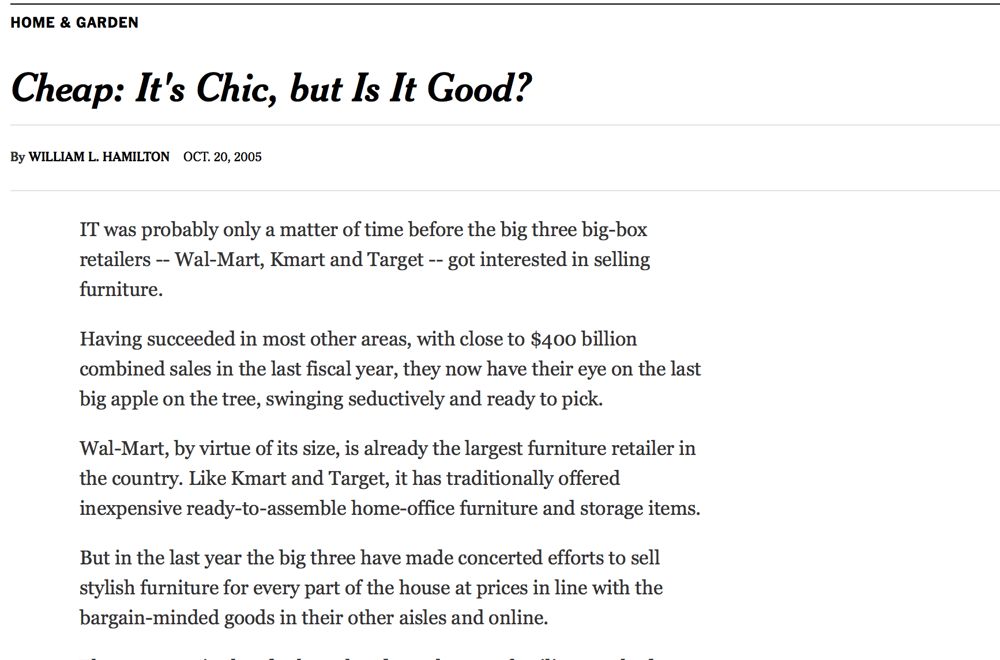 HOME & GARDEN
Cheap: It's Chic, but Is It Good?
By WILLIAM L. HAMILTON OCT. 20, 2005
IT was probably only a matter of time before the big three big-box
retailers -- Wal-Mart, Kmart and Target -- got interested in selling
furniture.
Having succeeded in most other areas, with close to $400 billion
combined sales in the last fiscal year, they now have their eye on the last
big apple on the tree, swinging seductively and ready to pick.
Wal-Mart, by virtue of its size, is already the largest furniture retailer in
the country. Like Kmart and Target, it has traditionally offered
inexpensive ready-to-assemble home-office furniture and storage items.
But in the last year the big three have made concerted efforts to sell
stylish furniture for every part of the house at prices in line with the
bargain-minded goods in their other aisles and online.